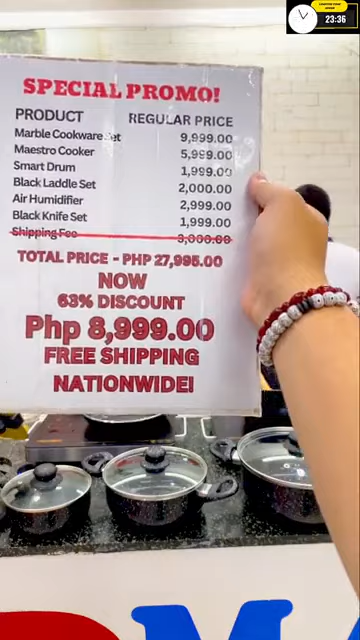 23:36
SPECIAL PROMO!
PRODUCT REGULAR PRICE
Marble Cookware Set 9,999.00
Maestro Cooker 5,999.00
Smart Drum 1,999.00
Black Laddle Set 2,000.00
Air Humidifier 2,999.00
Black Knife Set 1,999.00
Shipping Fee 3,000.00
TOTAL PRICE - PHP 27,995.00
NOW
63% DISCOUNT
Php 8,999.00
FREE SHIPPING
NATIONWIDE!